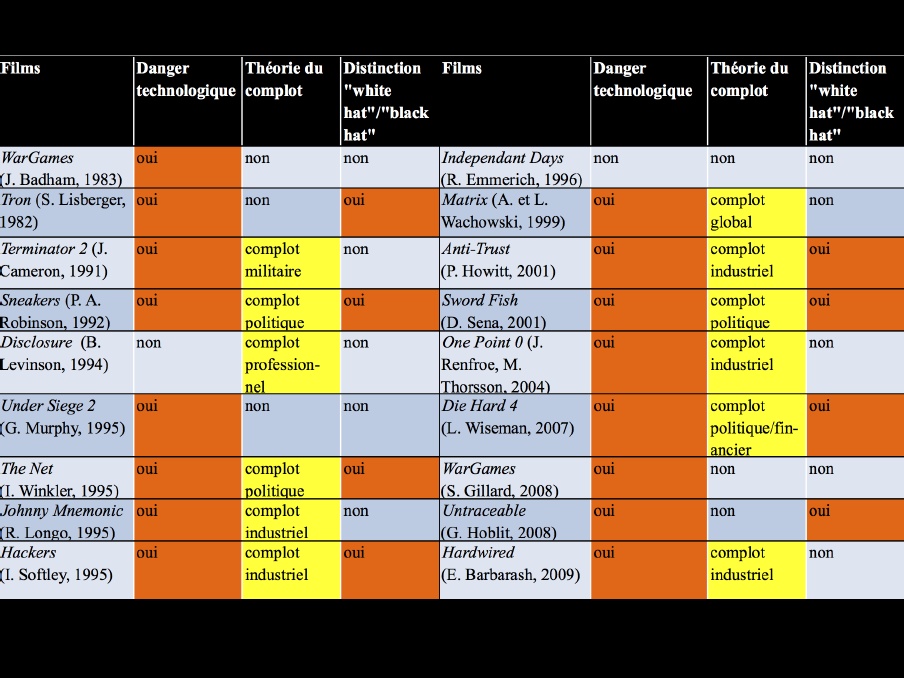 Films Danger technologique Théorie du complot Distinction "white hat"/"black hat" Films Danger technologique Théorie du complot Distinction "white hat"/"black hat"
WarGames (J. Badham, 1983) oui non non Independant Days (R. Emmerich, 1996) non non non
Tron (S. Lisberger, 1982) oui non oui Matrix (A. et L. Wachowski, 1999) oui complot global non
Terminator 2 (J. Cameron, 1991) oui complot militaire non Anti-Trust (P. Howitt, 2001) oui complot industriel oui
Sneakers (P. A. Robinson, 1992) oui complot politique oui Sword Fish (D. Sena, 2001) oui complot politique oui
Disclosure (B. Levinson, 1994) non complot profession-nel non One Point 0 (J. Renfroe, M. Thorsson, 2004) oui complot industriel non
Under Siege 2 (G. Murphy, 1995) oui non non Die Hard 4 (L. Wiseman, 2007) oui complot politique/fin-ancier oui
The Net (I. Winkler, 1995) oui complot politique oui WarGames (S. Gillard, 2008) oui non non
Johnny Mnemonic (R. Longo, 1995) oui complot industriel non Untraceable (G. Hoblit, 2008) oui non oui
Hackers (I. Softley, 1995) oui complot industriel oui Hardwired (E. Barbarash, 2009) oui complot industriel non